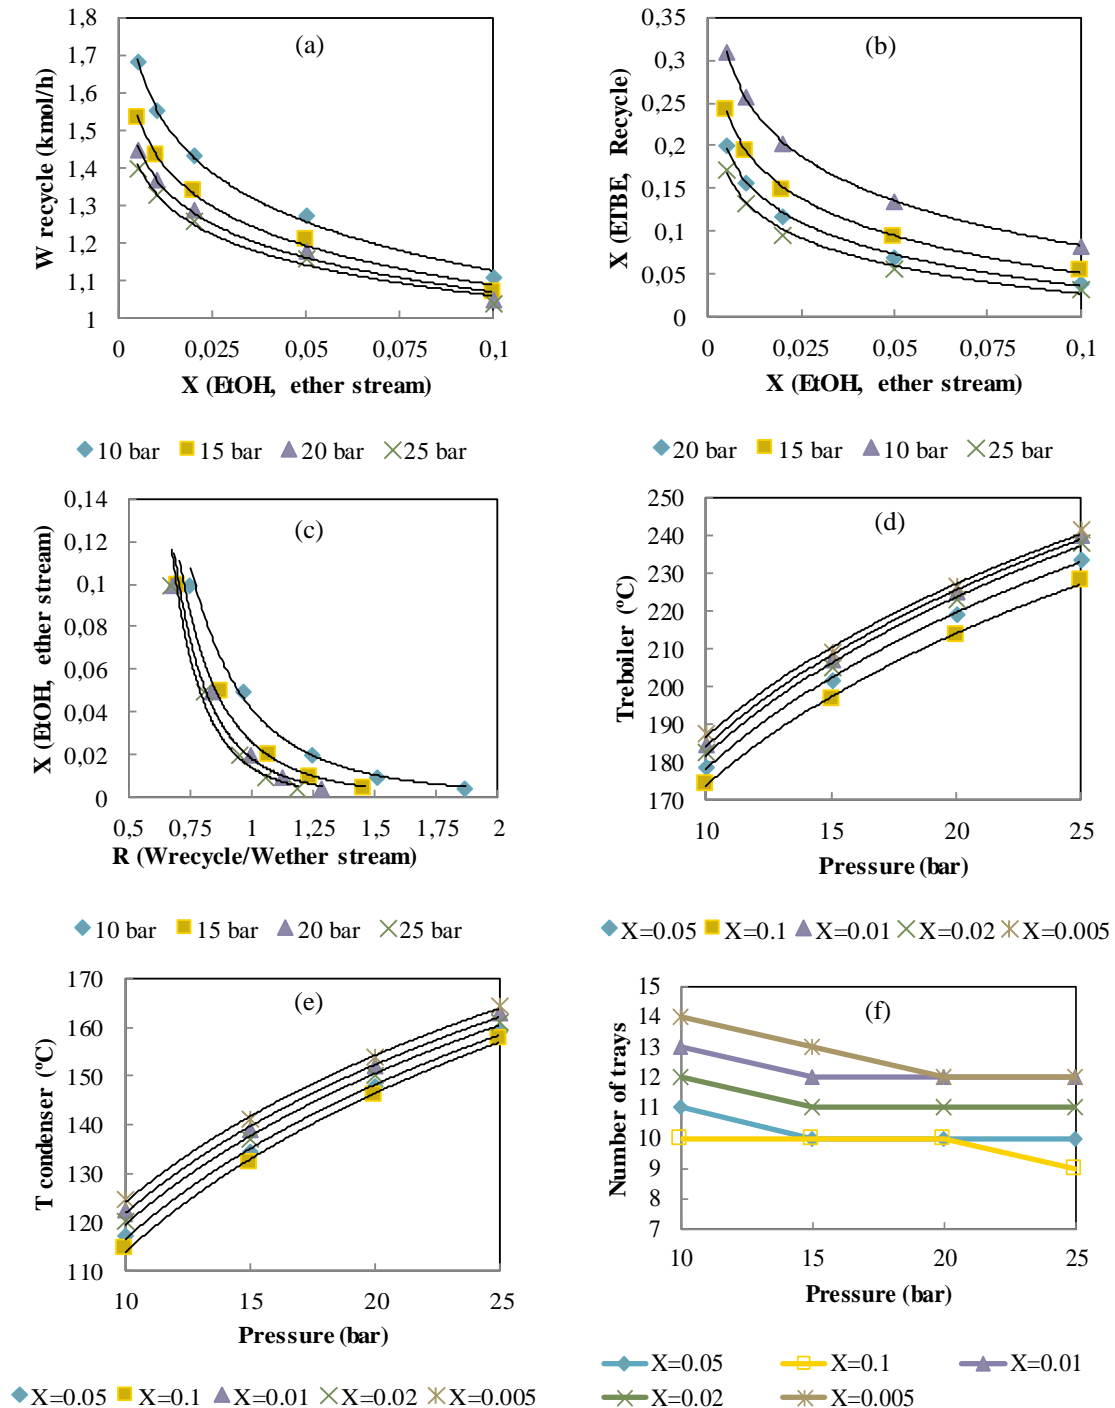 (a)
W recycle (kmol/h)
1,8
1,7
1,6
1,5
1,4
1,3
1,2
1,1
1
0 0,025 0,05 0,075 0,1
X (EtOH, ether stream)
10 bar 15 bar 20 bar 25 bar
(b)
X (ETBE, Recycle)
0,35
0,3
0,25
0,2
0,15
0,1
0,05
0
0 0,025 0,05 0,075 0,1
X (EtOH, ether stream)
20 bar 15 bar 10 bar 25 bar
(c)
X (EtOH, ether stream)
0,14
0,12
0,1
0,08
0,06
0,04
0,02
0
0,5 0,75 1 1,25 1,5 1,75 2
R (Wrecycle/Wether stream)
10 bar 15 bar 20 bar 25 bar
(d)
Treboiler (ºC)
250
240
230
220
210
200
190
180
170
10 15 20 25
Pressure (bar)
X=0.05 X=0.1 X=0.01 X=0.02 X=0.005
(e)
T condenser (ºC)
170
160
150
140
130
120
110
10 15 20 25
Pressure (bar)
X=0.05 X=0.1 X=0.01 X=0.02 X=0.005
(f)
Number of trays
15
14
13
12
11
10
9
8
7
10 15 20 25
Pressure (bar)
X=0.05 X=0.1 X=0.01
X=0.02 X=0.005